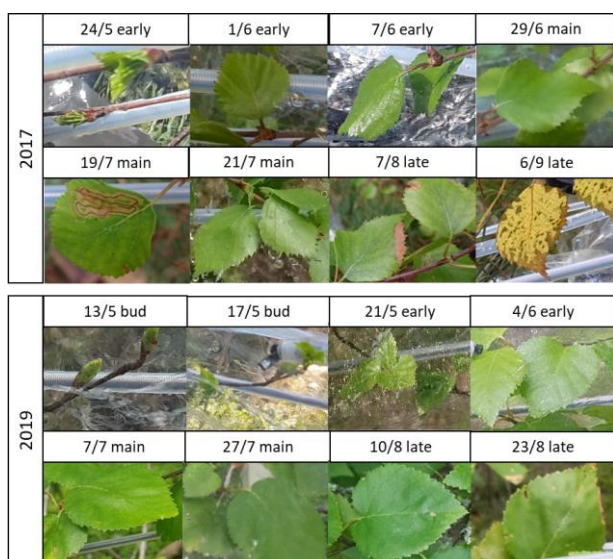 2017
24/5 early 1/6 early 7/6 early 29/6 main
19/7 main 21/7 main 7/8 late 6/9 late
2019
13/5 bud 17/5 bud 21/5 early 4/6 early
7/7 main 27/7 main 10/8 late 23/8 late